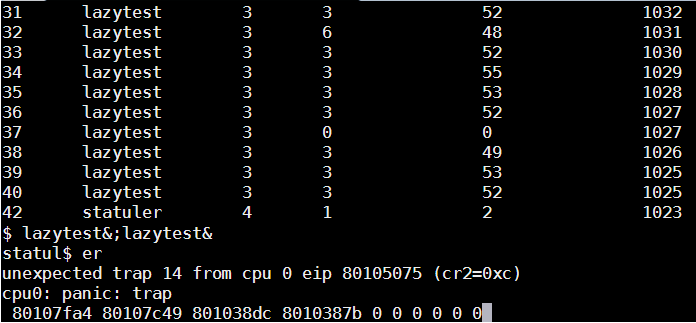 31 lazytest 3 3 52 1032
32 lazytest 3 6 48 1031
33 lazytest 3 3 52 1030
34 lazytest 3 3 55 1029
35 lazytest 3 3 53 1028
36 lazytest 3 3 52 1027
37 lazytest 3 0 0 1027
38 lazytest 3 3 49 1026
39 lazytest 3 3 53 1025
40 lazytest 3 3 52 1025
42 statuler 4 1 2 1023
$ lazytest&;lazytest&
statul$ er
unexpected trap 14 from cpu 0 eip 80105075 (cr2=0xc)
cpu0: panic: trap
80107fa4 80107c49 801038dc 8010387b 0 0 0 0 0 0